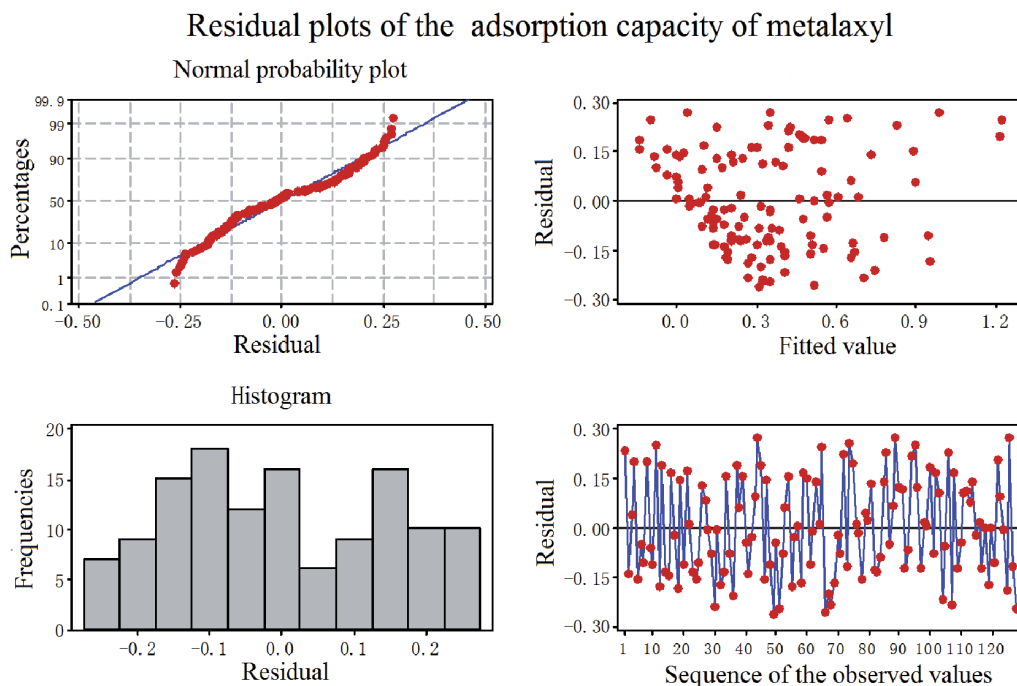 Residual plots of the adsorption capacity of metalaxyl
Normal probability plot
Percentages
99.9
99
90
50
10
1
0.1
-0.50 -0.25 0.00 0.25 0.50
Residual
Residual
0.30
0.15
0.00
-0.15
-0.30
0.0 0.3 0.6 0.9 1.2
Fitted value
Histogram
Frequencies
20
15
10
5
0
-0.2 -0.1 0.0 0.1 0.2
Residual
Residual
0.30
0.15
0.00
-0.15
-0.30
1 10 20 30 40 50 60 70 80 90 100 110 120
Sequence of the observed values